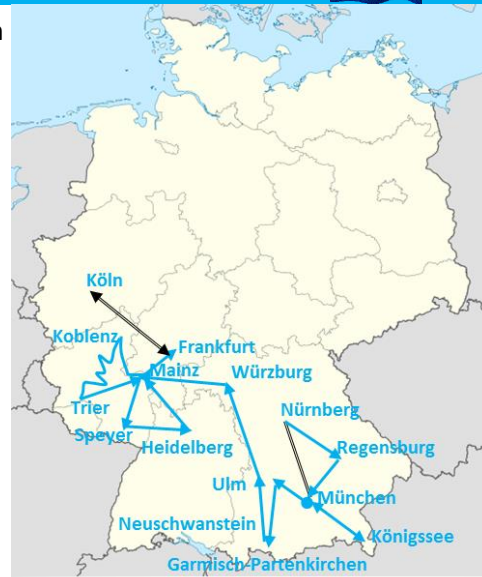 Köln
Koblenz
Frankfurt
Mainz
Würzburg
Trier
Nürnberg
Speyer
Heidelberg
Regensburg
Ulm
München
Neuschwanstein
Königssee
Garmisch-Partenkirchen